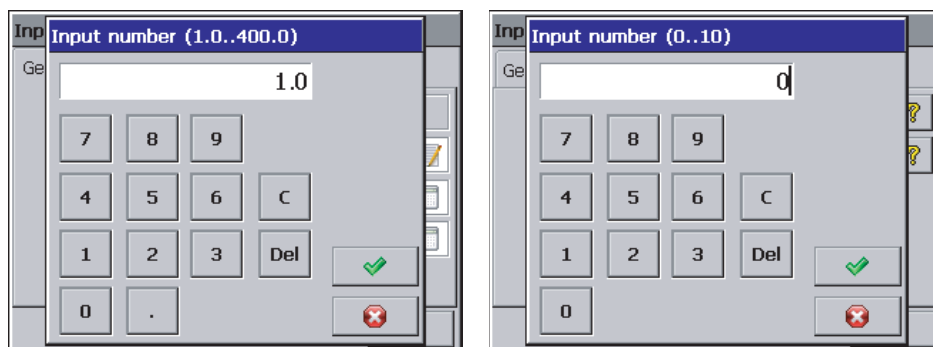 Inp
Input number (1.0..400.0)
Ge
1.0
7 8 9
4 5 6 C
1 2 3 Del
0 .
Inp
Input number (0..10)
Ge
0
? 
7 8 9
?
4 5 6 C
1 2 3 Del
0